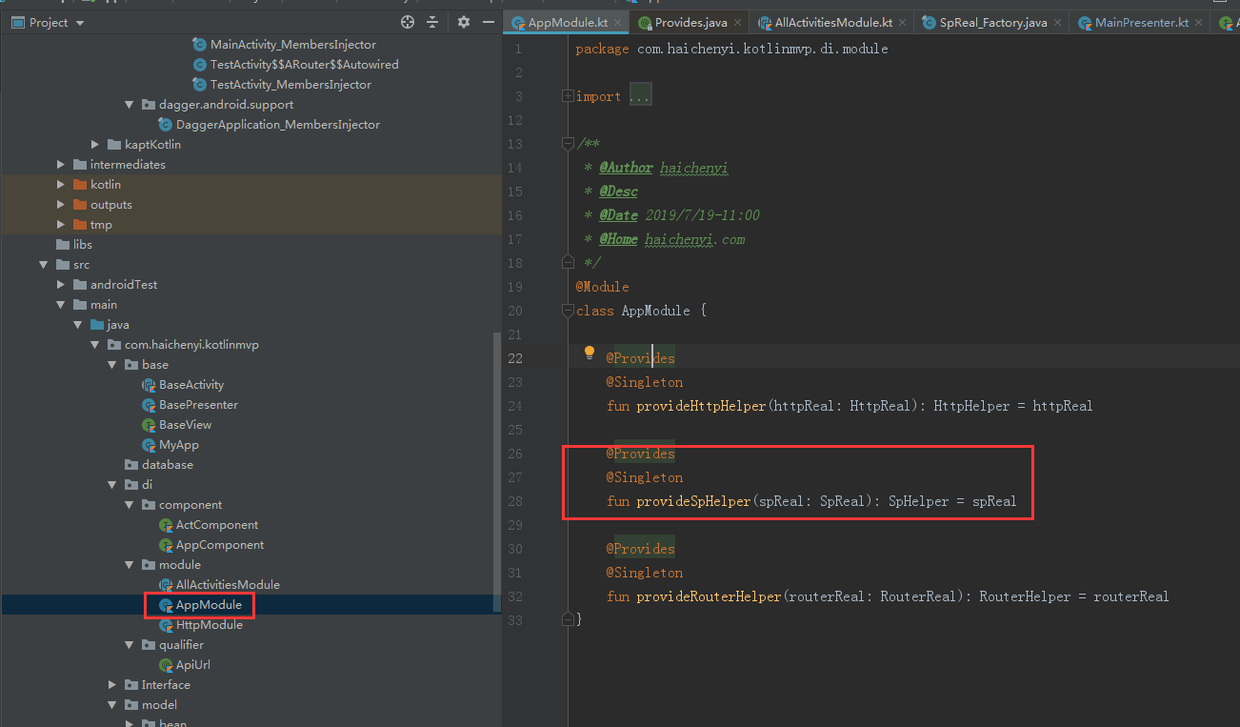 Project
MainActivity_MembersInjector
TestActivity$$ARouter$$Autowired
TestActivity_MembersInjector
dagger.android.support
DaggerApplication_MembersInjector
kaptKotlin
intermediates
kotlin
outputs
tmp
libs
src
androidTest
main
java
com.haichenyi.kotlinmvp
base
BaseActivity
BasePresenter
BaseView
MyApp
database
di
component
ActComponent
AppComponent
module
AllActivitiesModule
AppModule
HttpModule
qualifier
ApiUrl
Interface
model
bean
AppModule.kt Provides.java AllActivitiesModule.kt SpReal_Factory.java MainPresenter.kt
1 package com.haichenyi.kotlinmvp.di.module
2
3 import ...
12
13 /**
14 * @Author haichenyi
15 * @Desc
16 * @Date 2019/7/19-11:00
17 * @Home haichenyi.com
18 */
19 @Module
20 class AppModule {
21
22 @Provides
23 @Singleton
24 fun provideHttpHelper(httpReal: HttpReal): HttpHelper = httpReal
25
26 @Provides
27 @Singleton
28 fun provideSpHelper(spReal: SpReal): SpHelper = spReal
29
30 @Provides
31 @Singleton
32 fun provideRouterHelper(routerReal: RouterReal): RouterHelper = routerReal
33 }